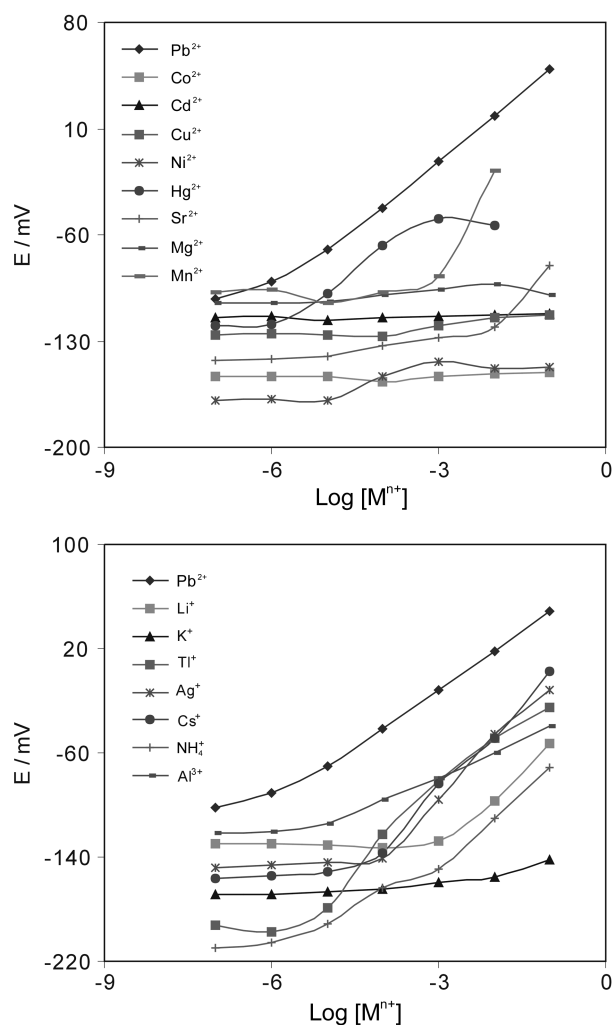 80
10
-60
-130
-200
E / mV
Pb²⁺
Co²⁺
Cd²⁺
Cu²⁺
Ni²⁺
Hg²⁺
Sr²⁺
Mg²⁺
Mn²⁺
-9 -6 -3 0
Log [Mⁿ⁺]
100
20
-60
-140
-220
E / mV
Pb²⁺
Li⁺
K⁺
Tl⁺
Ag⁺
Cs⁺
NH₄⁺
Al³⁺
-9 -6 -3 0
Log [Mⁿ⁺]